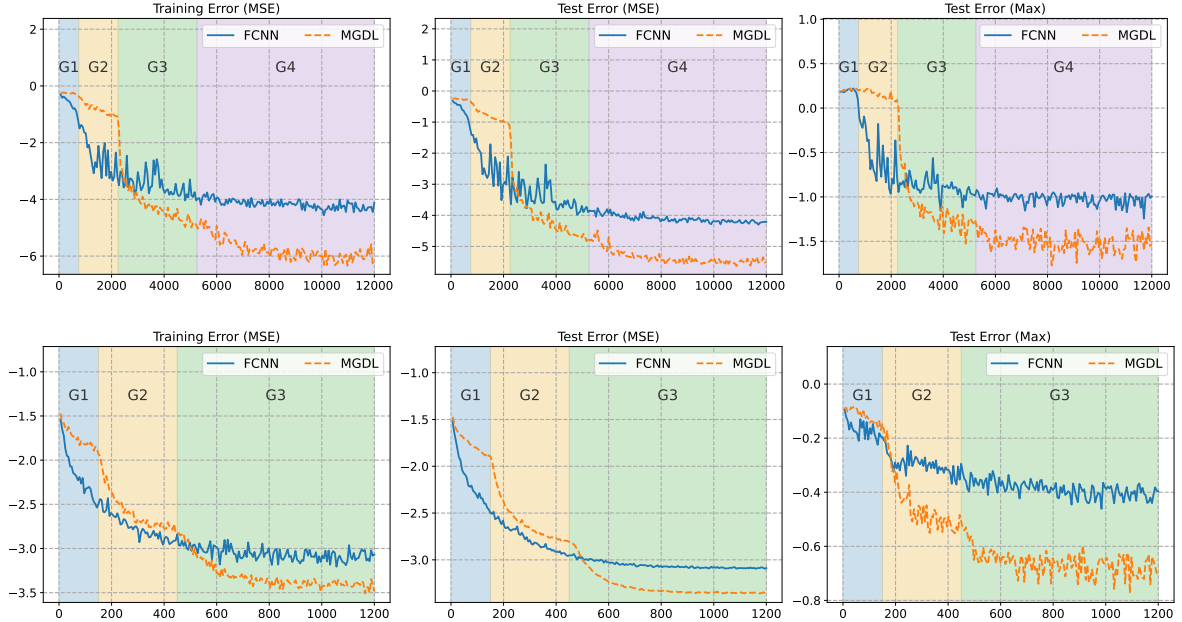 Training Error (MSE)
2
0
−2
−4
−6
0 2000 4000 6000 8000 10000 12000
G1 G2 G3 G4
FCNN MGDL
Test Error (MSE)
2
1
0
−1
−2
−3
−4
−5
0 2000 4000 6000 8000 10000 12000
G1 G2 G3 G4
FCNN MGDL
Test Error (Max)
1.0
0.5
0.0
−0.5
−1.0
−1.5
0 2000 4000 6000 8000 10000 12000
G1 G2 G3 G4
FCNN MGDL
Training Error (MSE)
−1.0
−1.5
−2.0
−2.5
−3.0
−3.5
0 200 400 600 800 1000 1200
G1 G2 G3
FCNN MGDL
Test Error (MSE)
−1.0
−1.5
−2.0
−2.5
−3.0
−3.5
0 200 400 600 800 1000 1200
G1 G2 G3
FCNN MGDL
Test Error (Max)
0.0
−0.2
−0.4
−0.6
−0.8
0 200 400 600 800 1000 1200
G1 G2 G3
FCNN MGDL